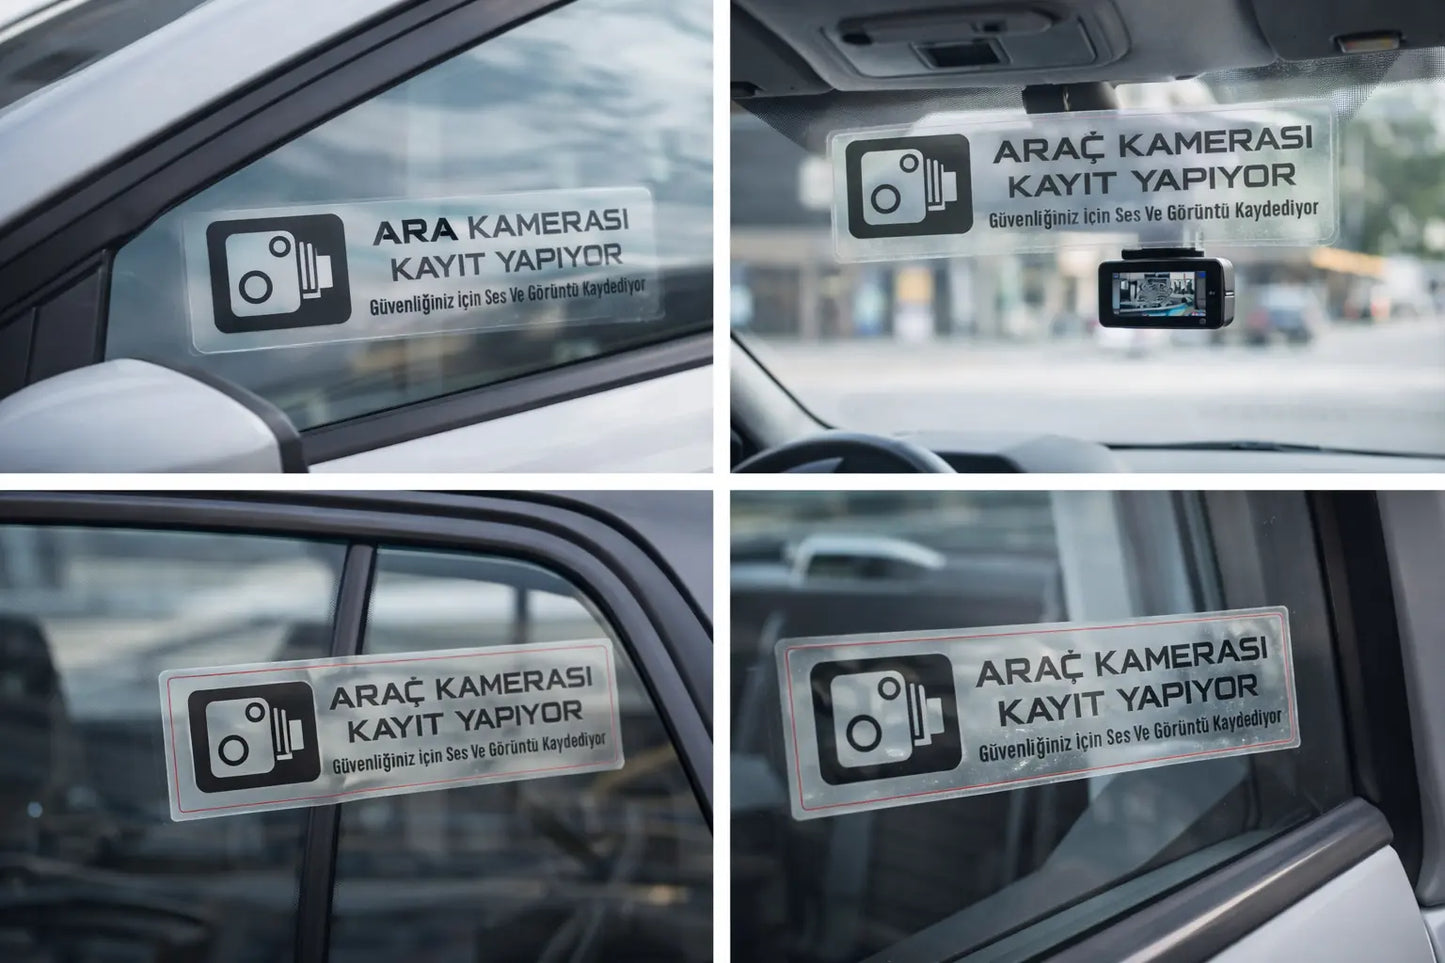 ARA KAMERASI
KAYIT YAPIYOR
Güvenliğiniz için Ses Ve Görüntü Kaydediyor
ARAÇ KAMERASI
KAYIT YAPIYOR
Güvenliğiniz için Ses Ve Görüntü Kaydediyor
ARAÇ KAMERASI
KAYIT YAPIYOR
Güvenliğiniz için Ses Ve Görüntü Kaydediyor
ARAÇ KAMERASI
KAYIT YAPIYOR
Güvenliğiniz için Ses Ve Görüntü Kaydediyor